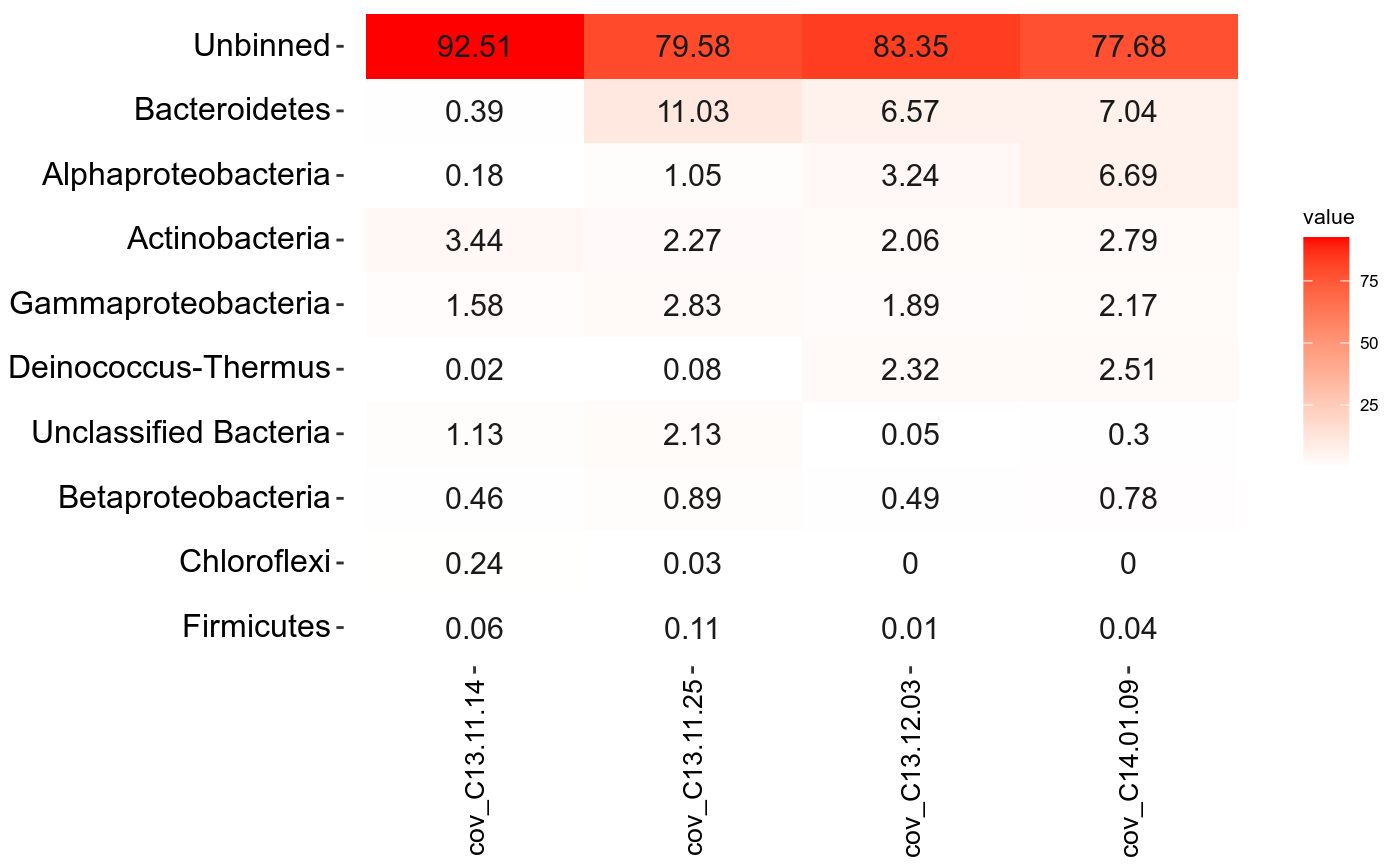 Unbinned 92.51 79.58 83.35 77.68
Bacteroidetes 0.39 11.03 6.57 7.04
Alphaproteobacteria 0.18 1.05 3.24 6.69
Actinobacteria 3.44 2.27 2.06 2.79
Gammaproteobacteria 1.58 2.83 1.89 2.17
Deinococcus-Thermus 0.02 0.08 2.32 2.51
Unclassified Bacteria 1.13 2.13 0.05 0.3
Betaproteobacteria 0.46 0.89 0.49 0.78
Chloroflexi 0.24 0.03 0 0
Firmicutes 0.06 0.11 0.01 0.04
cov_C13.11.14
cov_C13.11.25
cov_C13.12.03
cov_C14.01.09
value
75
50
25